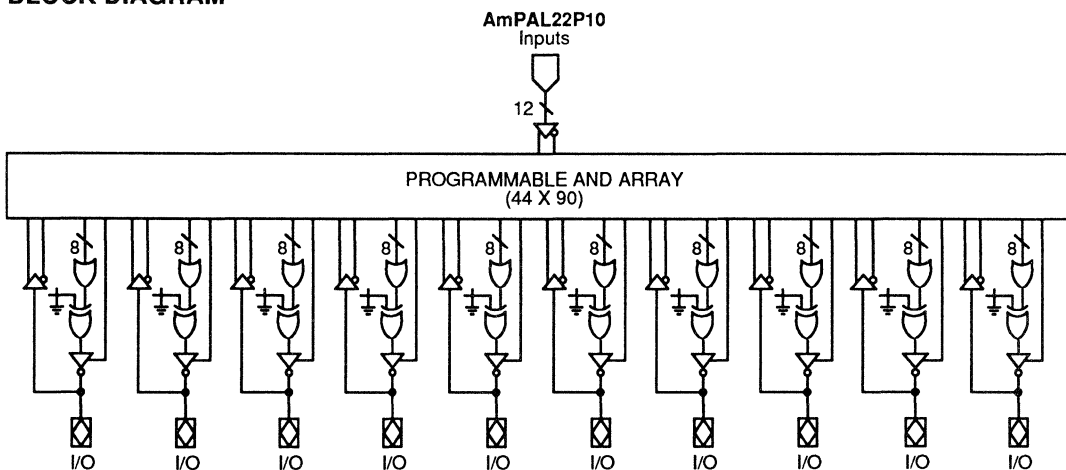 BLOCK DIAGRAM
AmPAL22P10
Inputs
12
PROGRAMMABLE AND ARRAY
(44 X 90)
8 8 8 8 8 8 8 8 8 8
I/O I/O I/O I/O I/O I/O I/O I/O I/O I/O